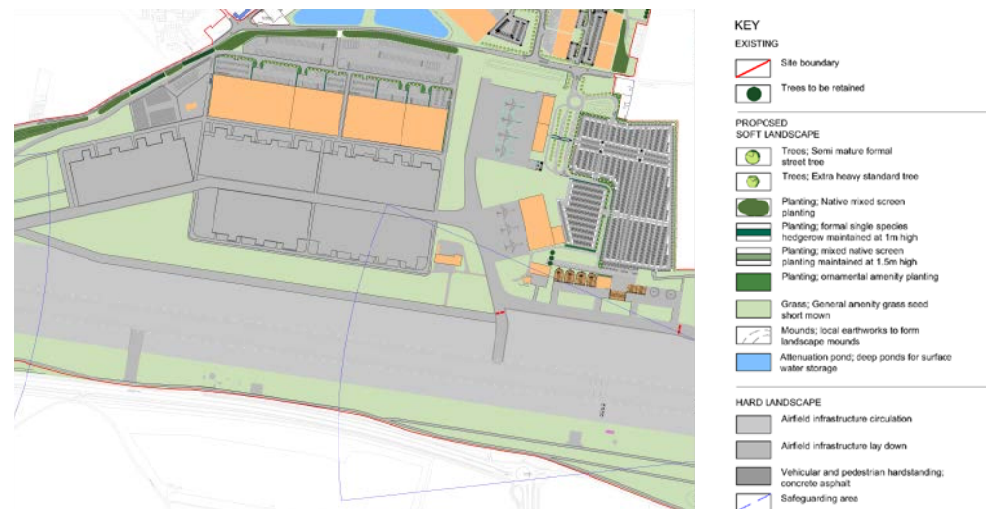 KEY
EXISTING
Site boundary
Trees to be retained
PROPOSED
SOFT LANDSCAPE
Trees; Semi mature formal
street tree
Trees; Extra heavy standard tree
Planting; Native mixed screen
planting
Planting; formal single species
hedgerow maintained at 1m high
Planting; mixed native screen
planting maintained at 1.5m high
Planting; ornamental amenity planting
Grass; General amenity grass seed
short mown
Mounds; local earthworks to form
landscape mounds
Attenuation pond; deep ponds for surface
water storage
HARD LANDSCAPE
Airfield infrastructure circulation
Airfield infrastructure lay down
Vehicular and pedestrian hardstanding;
concrete asphalt
Safeguarding area